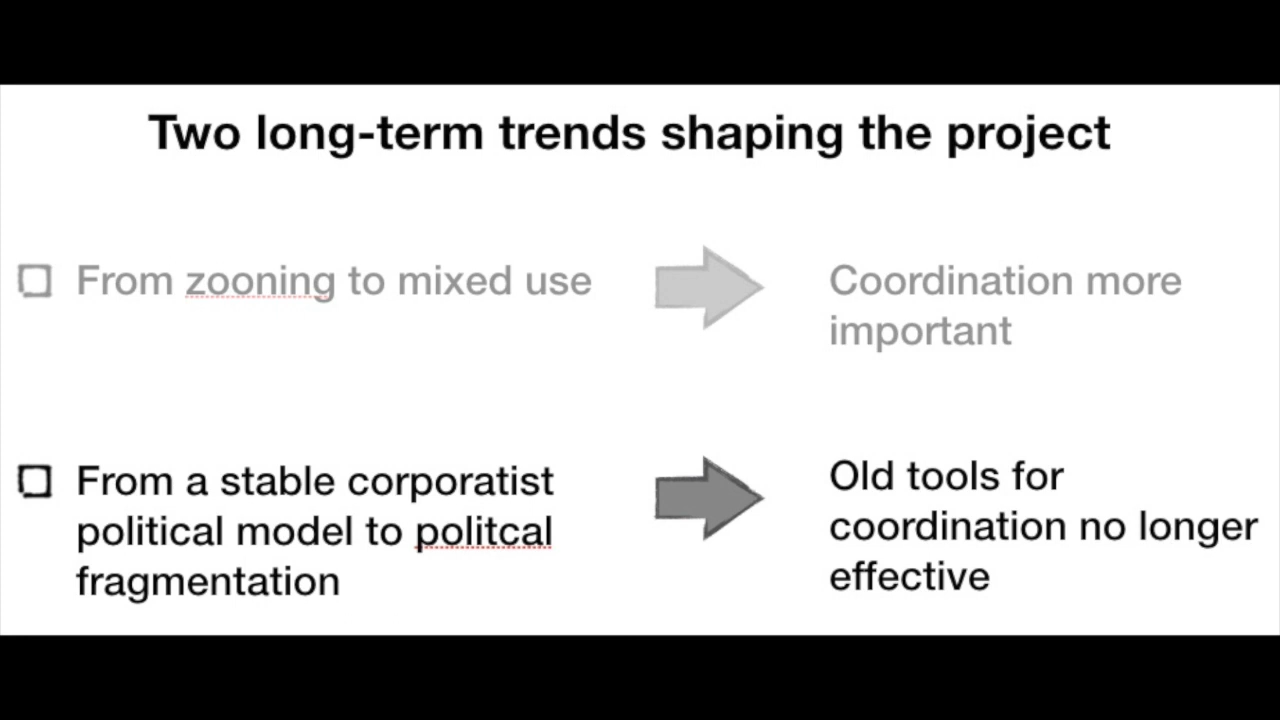 Two long-term trends shaping the project
From zooning to mixed use
Coordination more
important
From a stable corporatist
political model to politcal
fragmentation
Old tools for
coordination no longer
effective